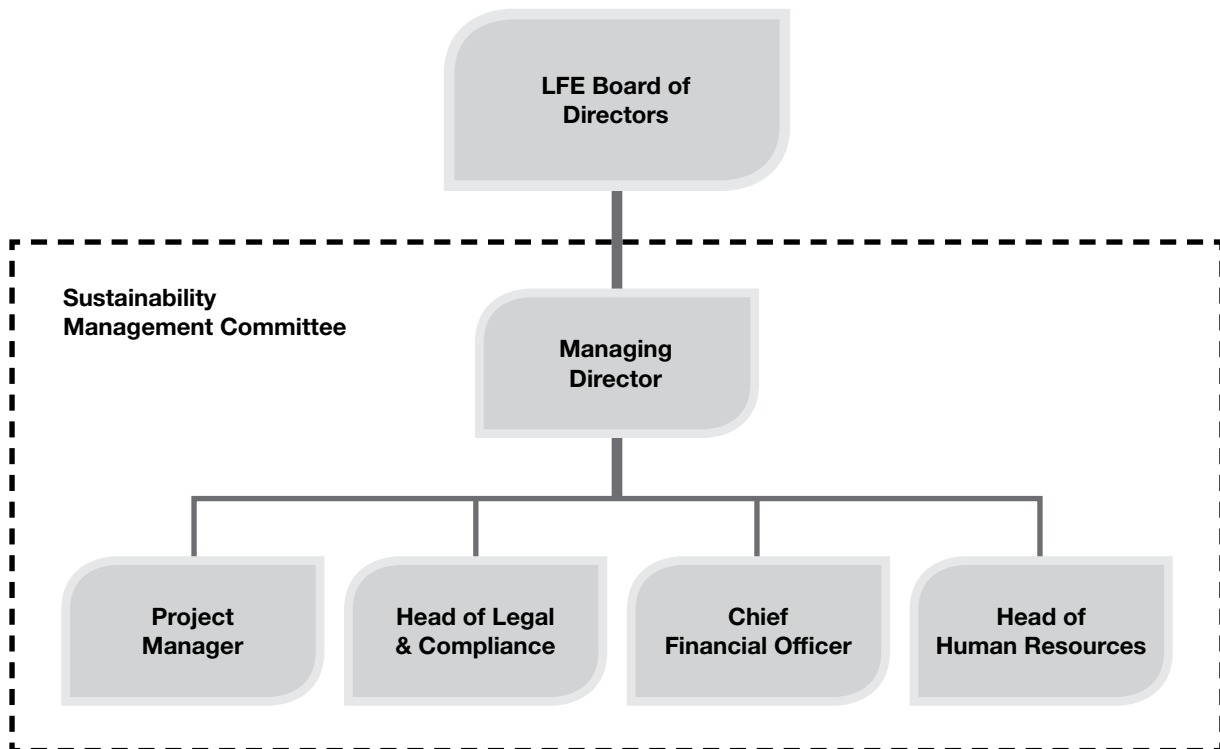 LFE Board of
Directors
Sustainability
Management Committee
Managing
Director
Project
Manager
Head of Legal
& Compliance
Chief
Financial Officer
Head of
Human Resources